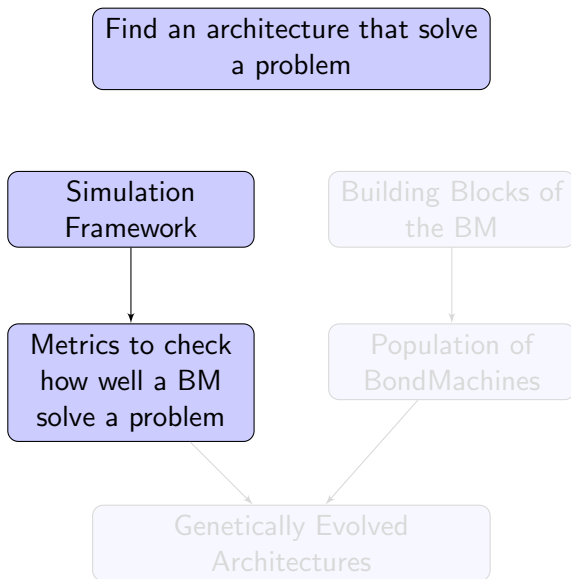 Find an architecture that solve
a problem
Simulation
Framework
Building Blocks of
the BM
Metrics to check
how well a BM
solve a problem
Population of
BondMachines
Genetically Evolved
Architectures